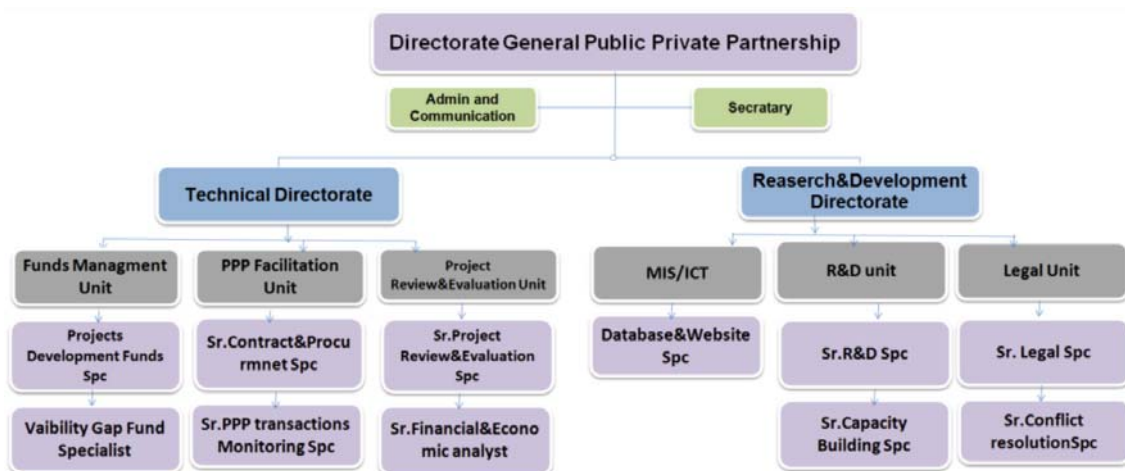 Directorate General Public Private Partnership
Admin and
Communication
Secratary
Technical Directorate
Reaserch&Development
Directorate
Funds Managment
Unit
PPP Facilitation
Unit
Project
Review&Evaluation Unit
MIS/ICT
R&D unit
Legal Unit
Projects
Development Funds
Spc
Sr.Contract&Procu
rmnet Spc
Sr.Project
Review&Evaluation
Spc
Database&Website
Spc
Sr.R&D Spc
Sr. Legal Spc
Vaibility Gap Fund
Specialist
Sr.PPP transactions
Monitoring Spc
Sr.Financial&Econo
mic analyst
Sr.Capacity
Building Spc
Sr.Conflict
resolutionSpc